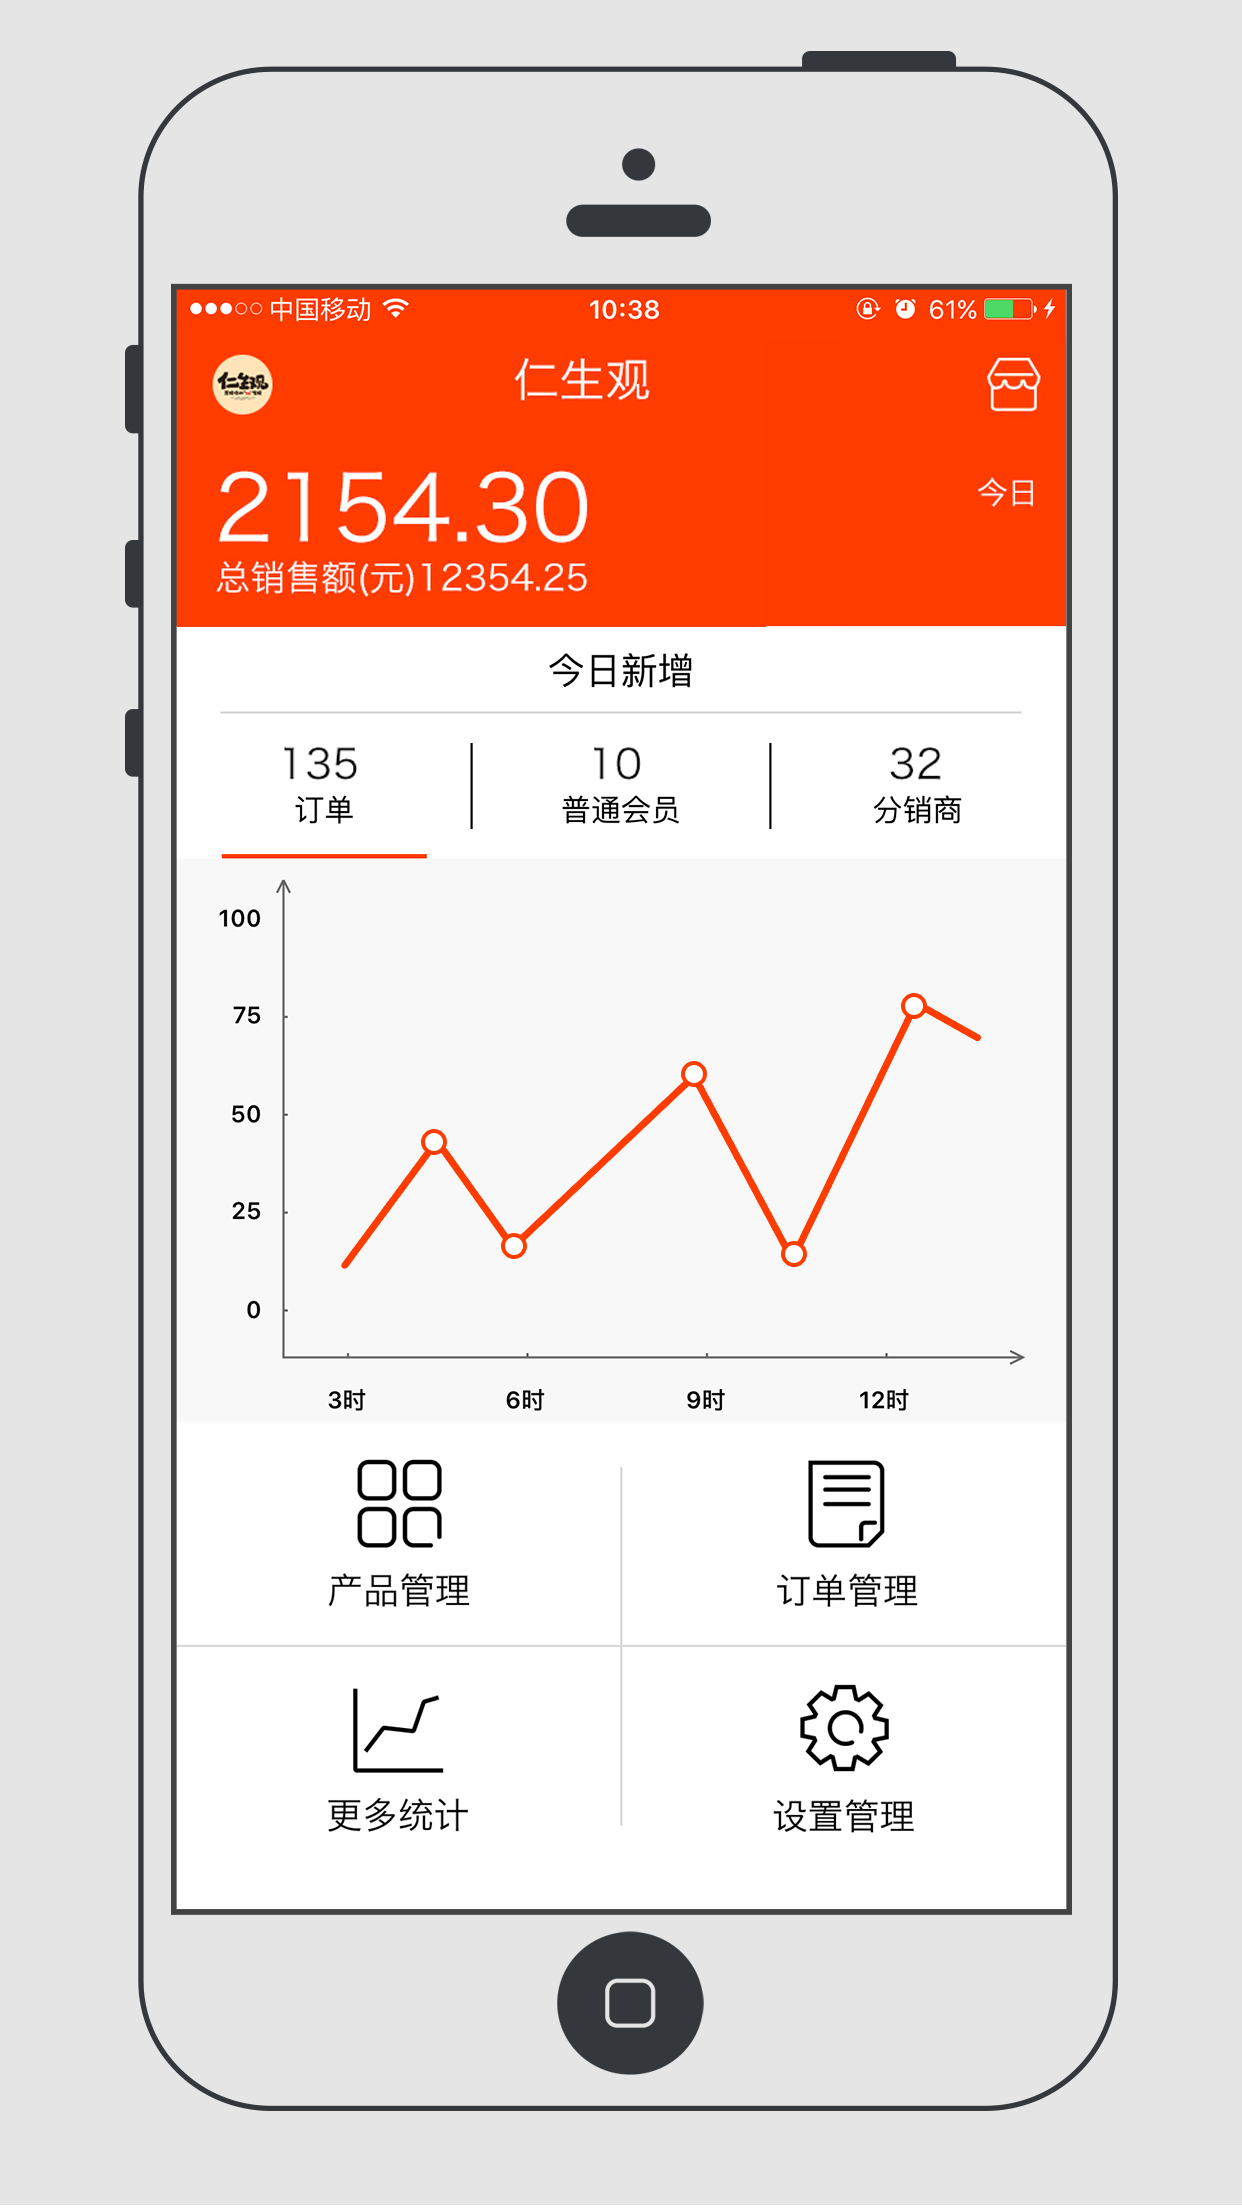 中国移动 10:38 61%
仁生观
仁生观
2154.30
今日
总销售额(元)12354.25
今日新增
135 10 32
订单 普通会员 分销商
100
75
50
25
0
3时 6时 9时 12时
产品管理 订单管理
更多统计 设置管理